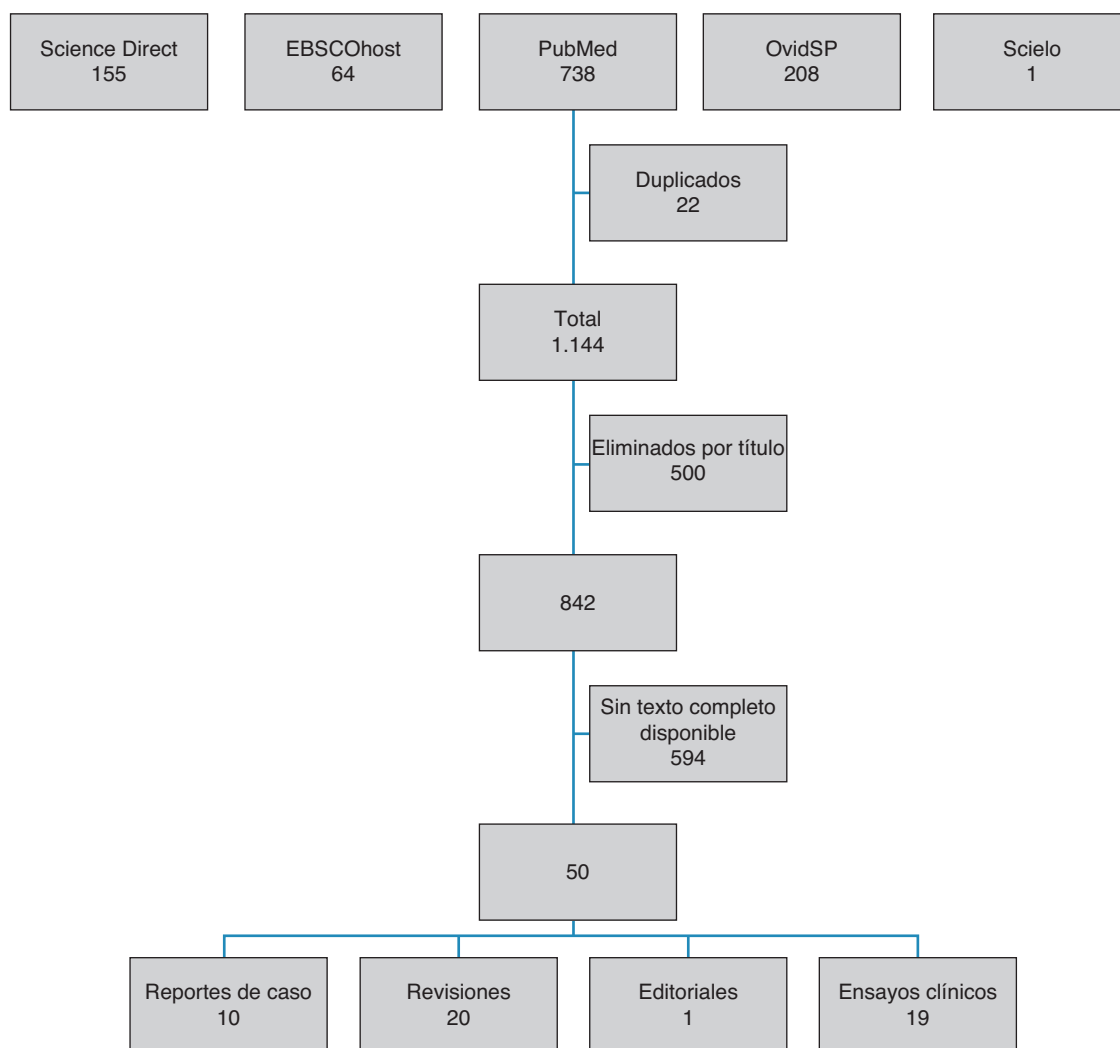 Science Direct
155
EBSCOhost
64
PubMed
738
OvidSP
208
Scielo
1
Duplicados
22
Total
1.144
Eliminados por título
500
842
Sin texto completo
disponible
594
50
Reportes de caso
10
Revisiones
20
Editoriales
1
Ensayos clínicos
19